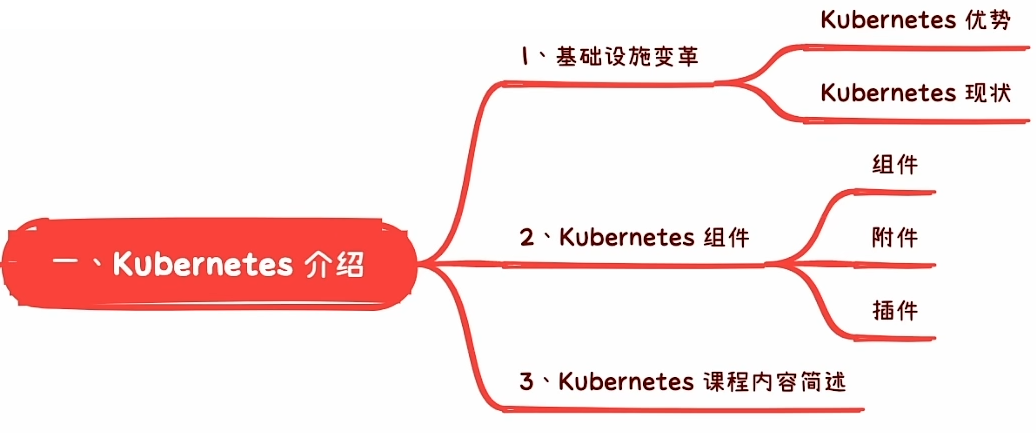 一、Kubernetes 介绍
1、基础设施变革
Kubernetes 优势
Kubernetes 现状
2、Kubernetes 组件
组件
附件
插件
3、Kubernetes 课程内容简述